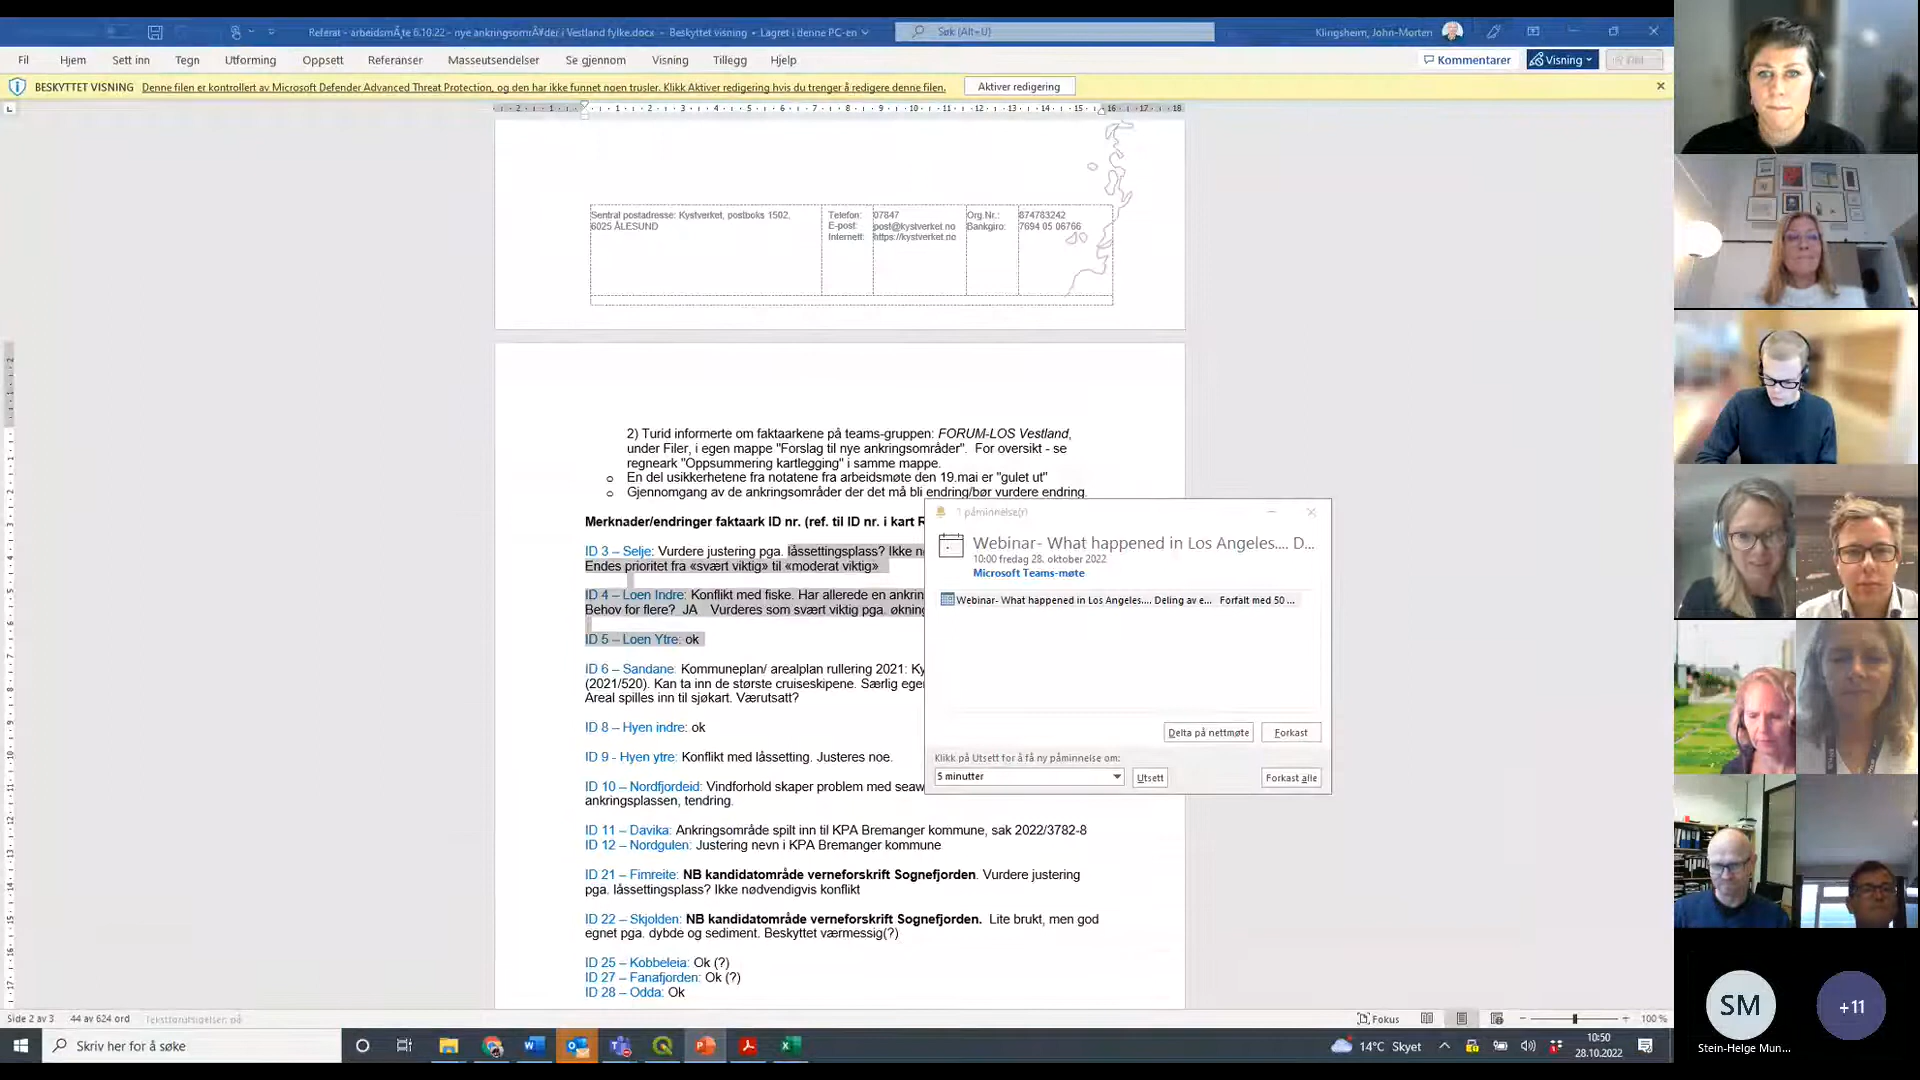 Referat - arbeidsmÃ¸te 6.10.22 - nye ankringsomrÃ¥der i Vestland fylke.docx - Beskyttet visning • Lagret i denne PC-en
Søk (Alt+U)
Klingsheim, John-Morten
Fil Hjem Sett inn Tegn Utforming Oppsett Referanser Masseutsendelser Se gjennom Visning Tillegg Hjelp
Kommentarer Visning
BESKYTTET VISNING Denne filen er kontrollert av Microsoft Defender Advanced Threat Protection, og den har ikke funnet noen trusler. Klikk Aktiver redigering hvis du trenger å redigere denne filen. Aktiver redigering
Sentral postadresse: Kystverket, postboks 1502,
6025 ÅLESUND
Telefon: 07847
E-post: post@kystverket.no
Internett: https://kystverket.no
Org.Nr.: 874783242
Bankgiro: 7694 05 06766
2) Turid informerte om faktaarkene på teams-gruppen: FORUM-LOS Vestland,
under Filer, i egen mappe "Forslag til nye ankringsområder". For oversikt - se
regneark "Oppsummering kartlegging" i samme mappe.
o En del usikkerhetene fra notatene fra arbeidsmøte den 19.mai er "gulet ut"
o Gjennomgang av de ankringsområder der det må bli endring/bør vurdere endring.
Merknader/endringer faktaark ID nr. (ref. til ID nr. i kart
ID 3 – Selje: Vurdere justering pga. låssettingsplass? Ikke
Endes prioritet fra «svært viktig» til «moderat viktig»
ID 4 – Loen Indre: Konflikt med fiske. Har allerede en
Behov for flere? JA Vurderes som svært viktig pga.
ID 5 – Loen Ytre: ok
ID 6 – Sandane: Kommuneplan/ arealplan rullering 2021:
(2021/520). Kan ta inn de største cruiseskipene. Særlig
Areal spilles inn til sjøkart. Værutsatt?
ID 8 – Hyen indre: ok
ID 9 - Hyen ytre: Konflikt med låssetting. Justeres noe.
ID 10 – Nordfjordeid: Vindforhold skaper problem med
ankringsplassen, tendring.
ID 11 – Davika: Ankringsområde spilt inn til KPA Bremanger kommune, sak 2022/3782-8
ID 12 – Nordgulen: Justering nevn i KPA Bremanger kommune
ID 21 – Fimreite: NB kandidatområde verneforskrift Sognefjorden. Vurdere justering
pga. låssettingsplass? Ikke nødvendigvis konflikt
ID 22 – Skjolden: NB kandidatområde verneforskrift Sognefjorden. Lite brukt, men god
egnet pga. dybde og sediment. Beskyttet værmessig(?)
ID 25 – Kobbeleia: Ok (?)
ID 27 – Fanafjorden: Ok (?)
ID 28 – Odda: Ok
1 påminnelse(r)
Webinar- What happened in Los Angeles.... D...
10:00 fredag 28. oktober 2022
Microsoft Teams-møte
Webinar- What happened in Los Angeles.... Deling av e... Forfalt med 50 ...
Delta på nettmøte Forkast
Klikk på Utsett for å få ny påminnelse om:
5 minutter Utsett Forkast alle
Side 2 av 3 44 av 624 ord Fokus 100 %
Skriv her for å søke
14°C Skyet
10:50
28.10.2022
SM
+11
Stein-Helge Mun...